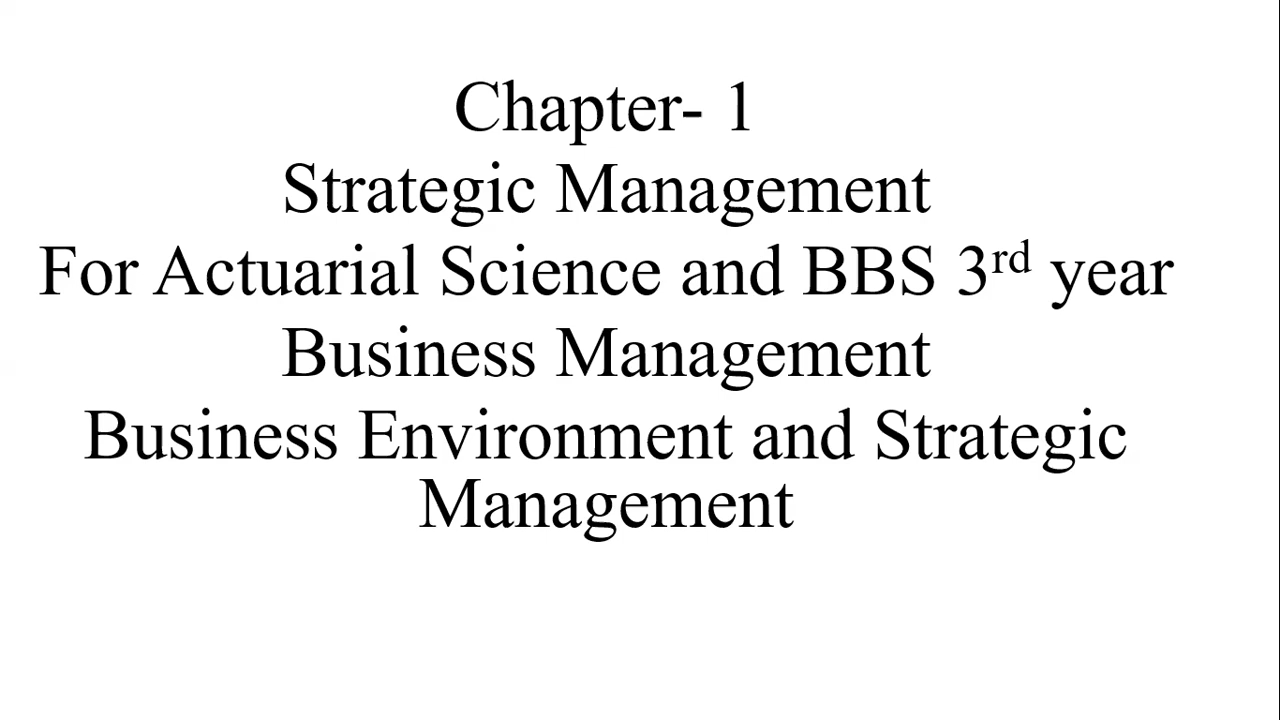 Chapter- 1
Strategic Management
For Actuarial Science and BBS 3rd year
Business Management
Business Environment and Strategic
Management